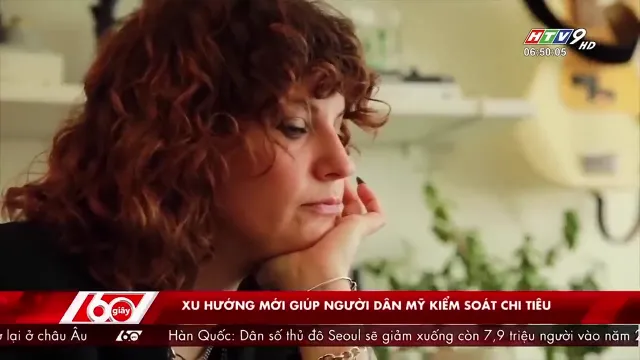 HTV9 HD
06:50:05
60 giây
XU HƯỚNG MỚI GIÚP NGƯỜI DÂN MỸ KIỂM SOÁT CHI TIÊU
lại ở châu Âu 60 Hàn Quốc: Dân số thủ đô Seoul sẽ giảm xuống còn 7,9 triệu người vào năm